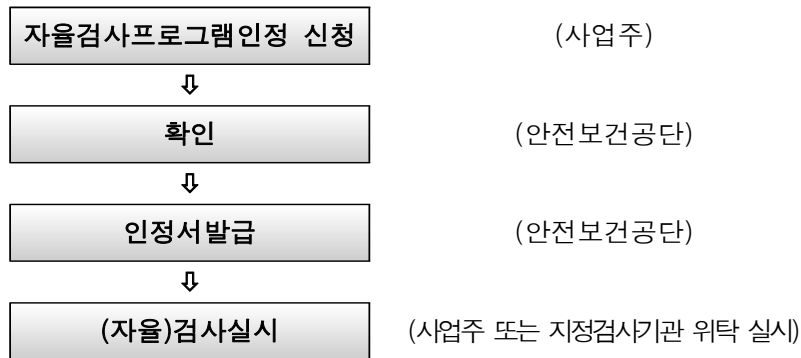 자율검사프로그램인정 신청 (사업주)
⇩
확인 (안전보건공단)
⇩
인정서발급 (안전보건공단)
⇩
(자율)검사실시 (사업주 또는 지정검사기관 위탁 실시)